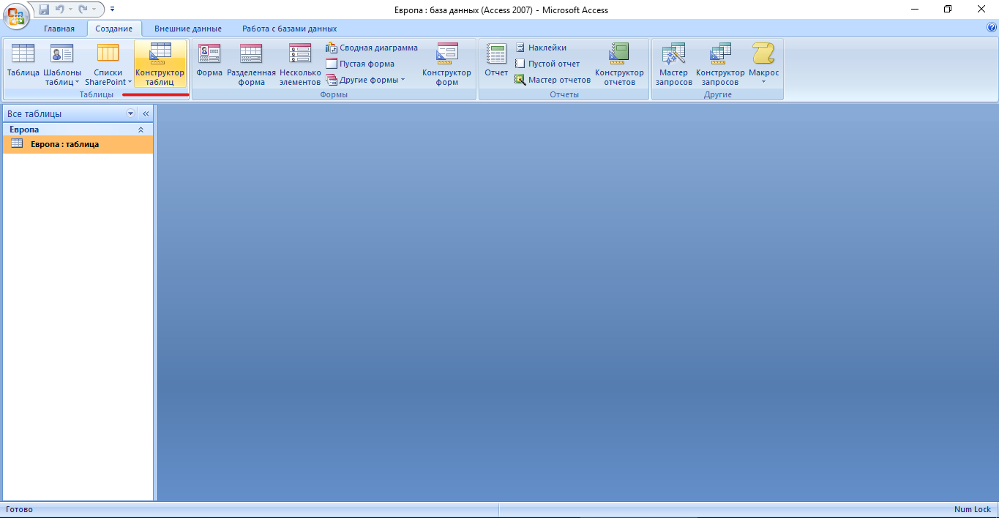 Европа : база данных (Access 2007) - Microsoft Access
Главная Создание Внешние данные Работа с базами данных
Таблица
Шаблоны
таблиц
Списки
SharePoint
Конструктор
таблиц
Таблицы
Форма
Разделенная
форма
Несколько
элементов
Сводная диаграмма
Пустая форма
Другие формы
Конструктор
форм
Формы
Отчет
Наклейки
Пустой отчет
Мастер отчетов
Конструктор
отчетов
Отчеты
Мастер
запросов
Конструктор
запросов
Макрос
Другие
Все таблицы
Европа
Европа : таблица
Готово
Num Lock